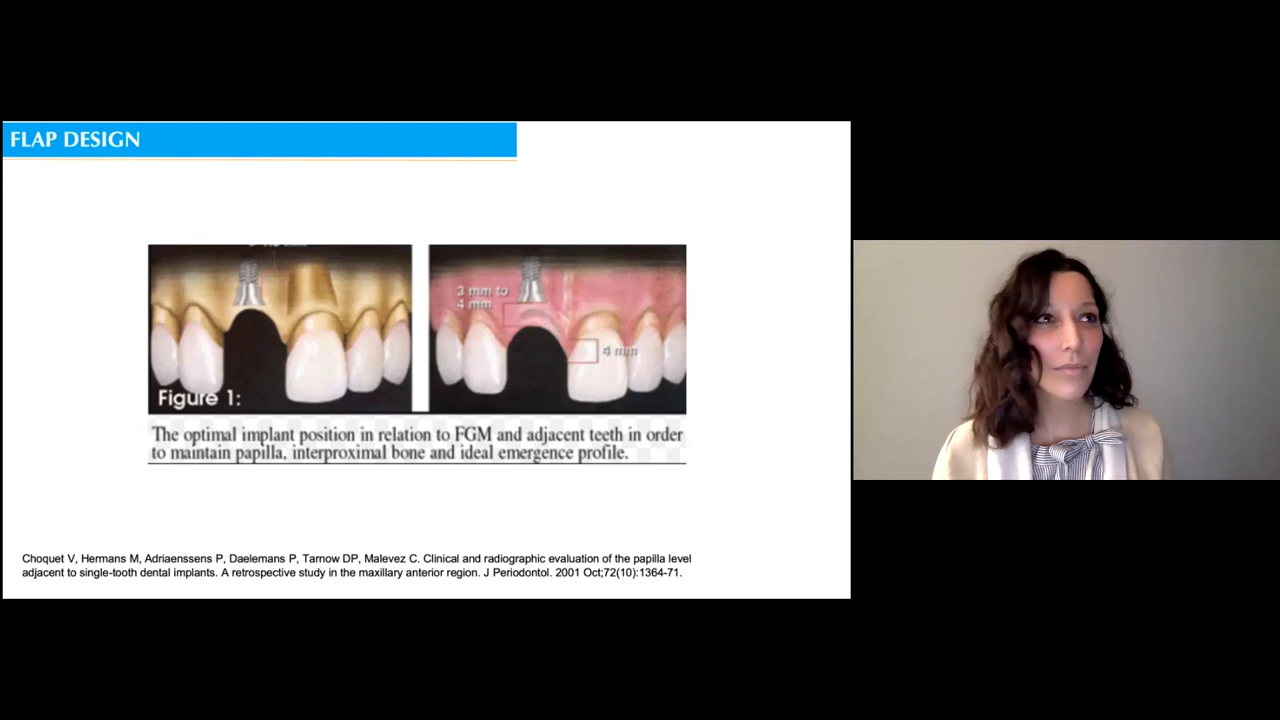 FLAP DESIGN
3 mm to
4 mm
4 mm
Figure 1:
The optimal implant position in relation to FGM and adjacent teeth in order
to maintain papilla, interproximal bone and ideal emergence profile.
Choquet V, Hermans M, Adriaenssens P, Daelemans P, Tarnow DP, Malevez C. Clinical and radiographic evaluation of the papilla level
adjacent to single-tooth dental implants. A retrospective study in the maxillary anterior region. J Periodontol. 2001 Oct;72(10):1364-71.